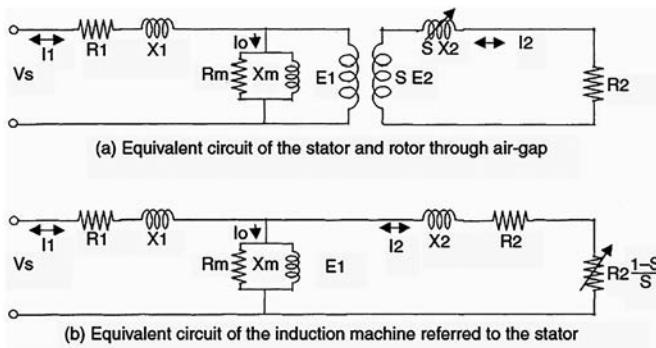 I1 R1 X1 Io S X2 I2
Vs Rm Xm E1 S E2 R2
(a) Equivalent circuit of the stator and rotor through air-gap
I1 R1 X1 Io I2 X2 R2
Vs Rm Xm E1 R2 1–S
S
(b) Equivalent circuit of the induction machine referred to the stator